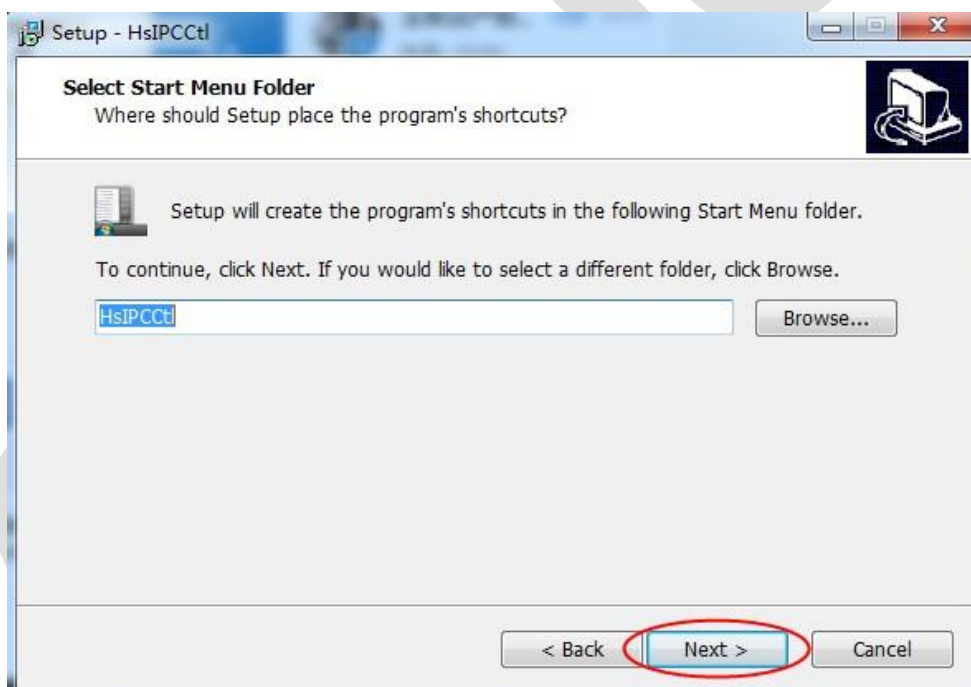 Setup - HsIPCCtl
Select Start Menu Folder
Where should Setup place the program's shortcuts?
Setup will create the program's shortcuts in the following Start Menu folder.
To continue, click Next. If you would like to select a different folder, click Browse.
HsIPCCtl
Browse...
< Back
Next >
Cancel